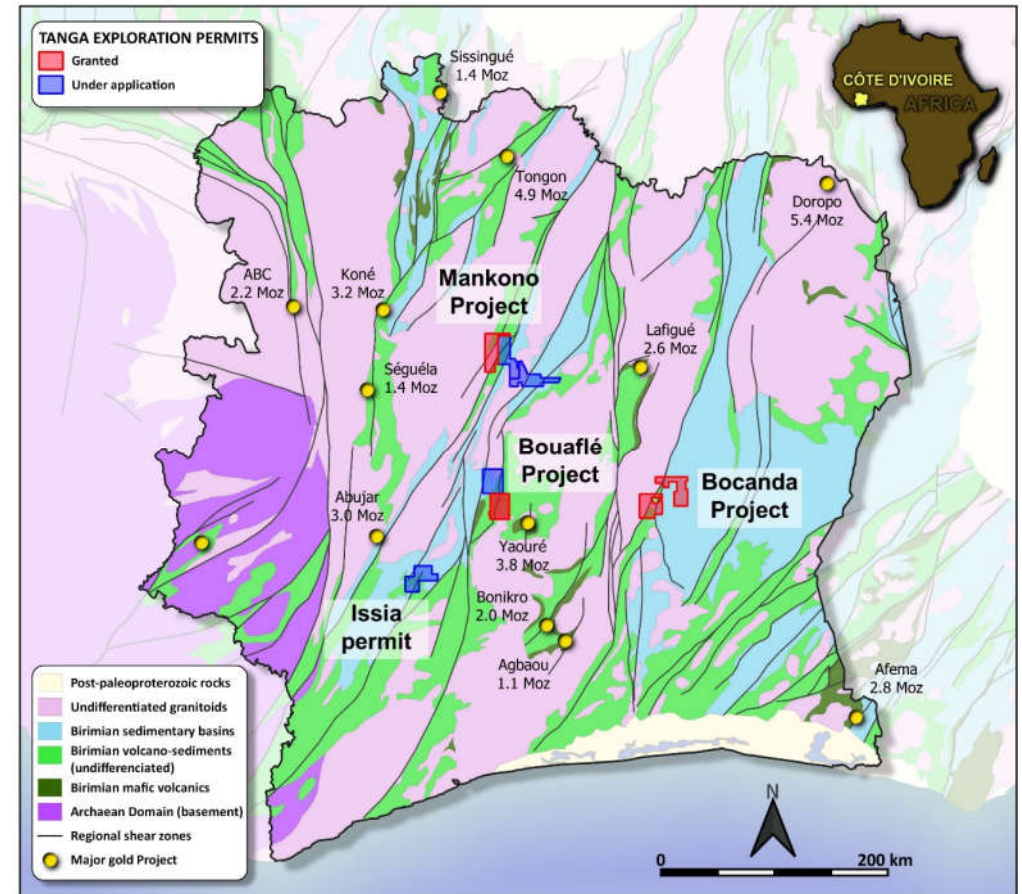 TANGA EXPLORATION PERMITS
Granted
Under application
CÔTE D'IVOIRE
AFRICA
Sissingué
1.4 Moz
Tongon
4.9 Moz
Doropo
5.4 Moz
ABC
2.2 Moz
Koné
3.2 Moz
Mankono
Project
Lafigué
2.6 Moz
Séguéla
1.4 Moz
Bouaflé
Project
Bocanda
Project
Abujar
3.0 Moz
Yaouré
3.8 Moz
Issia
permit
Bonikro
2.0 Moz
Agbaou
1.1 Moz
Afema
2.8 Moz
Post-paleoproterozoic rocks
Undifferentiated granitoids
Birimian sedimentary basins
Birimian volcano-sediments
(undifferenciated)
Birimian mafic volcanics
Archaean Domain (basement)
Regional shear zones
Major gold Project
N
0 200 km